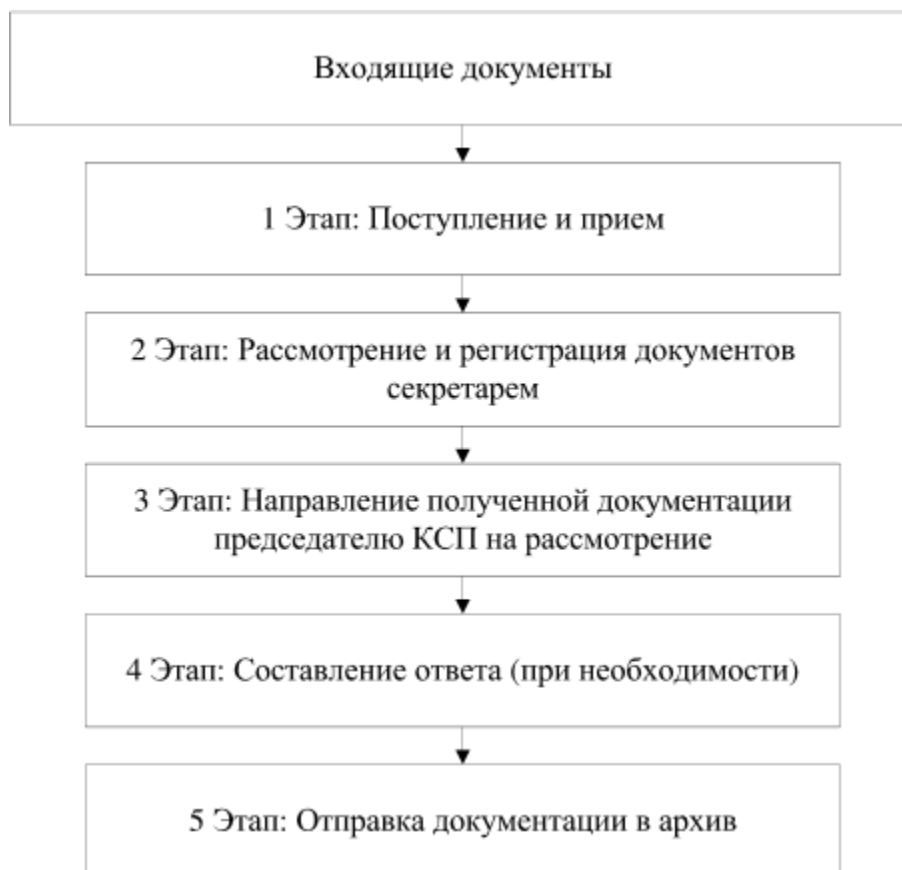 Входящие документы
1 Этап: Поступление и прием
2 Этап: Рассмотрение и регистрация документов
секретарем
3 Этап: Направление полученной документации
председателю КСП на рассмотрение
4 Этап: Составление ответа (при необходимости)
5 Этап: Отправка документации в архив